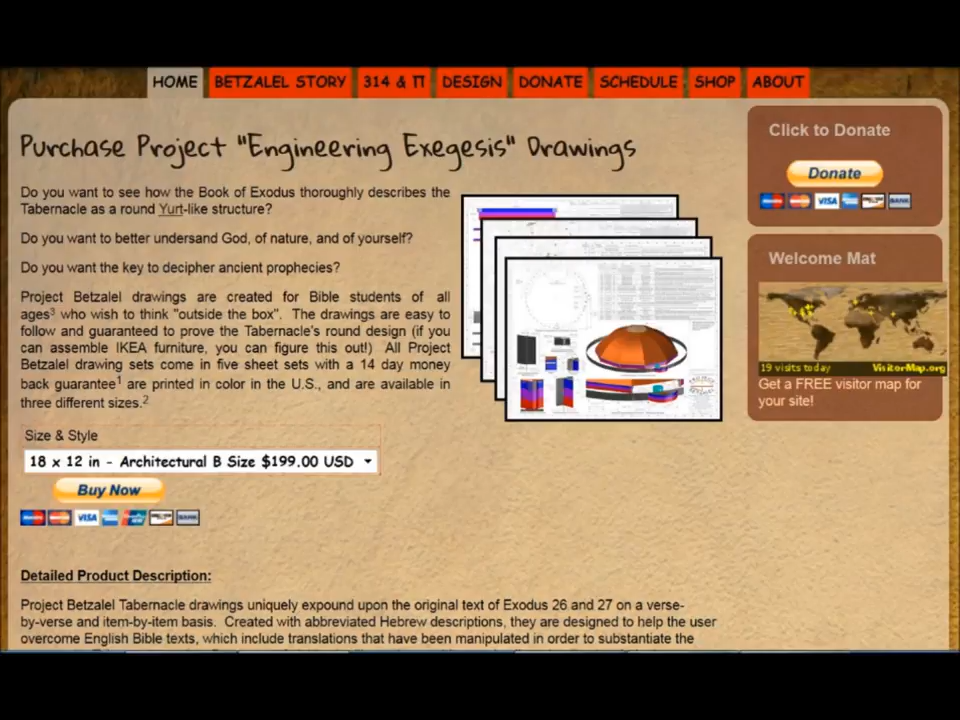 HOME BETZALEL STORY 314 & Π DESIGN DONATE SCHEDULE SHOP ABOUT
Purchase Project "Engineering Exegesis" Drawings
Do you want to see how the Book of Exodus thoroughly describes the
Tabernacle as a round Yurt-like structure?
Do you want to better undersand God, of nature, and of yourself?
Do you want the key to decipher ancient prophecies?
Project Betzalel drawings are created for Bible students of all
ages³ who wish to think "outside the box". The drawings are easy to
follow and guaranteed to prove the Tabernacle's round design (if you
can assemble IKEA furniture, you can figure this out!) All Project
Betzalel drawing sets come in five sheet sets with a 14 day money
back guarantee¹ are printed in color in the U.S., and are available in
three different sizes.²
Size & Style
18 x 12 in - Architectural B Size $199.00 USD
Buy Now
VISA
BANK
Detailed Product Description:
Project Betzalel Tabernacle drawings uniquely expound upon the original text of Exodus 26 and 27 on a verse-
by-verse and item-by-item basis. Created with abbreviated Hebrew descriptions, they are designed to help the user
overcome English Bible texts, which include translations that have been manipulated in order to substantiate the
Click to Donate
Donate
VISA
BANK
Welcome Mat
19 visits today VisitorMap.org
Get a FREE visitor map for
your site!